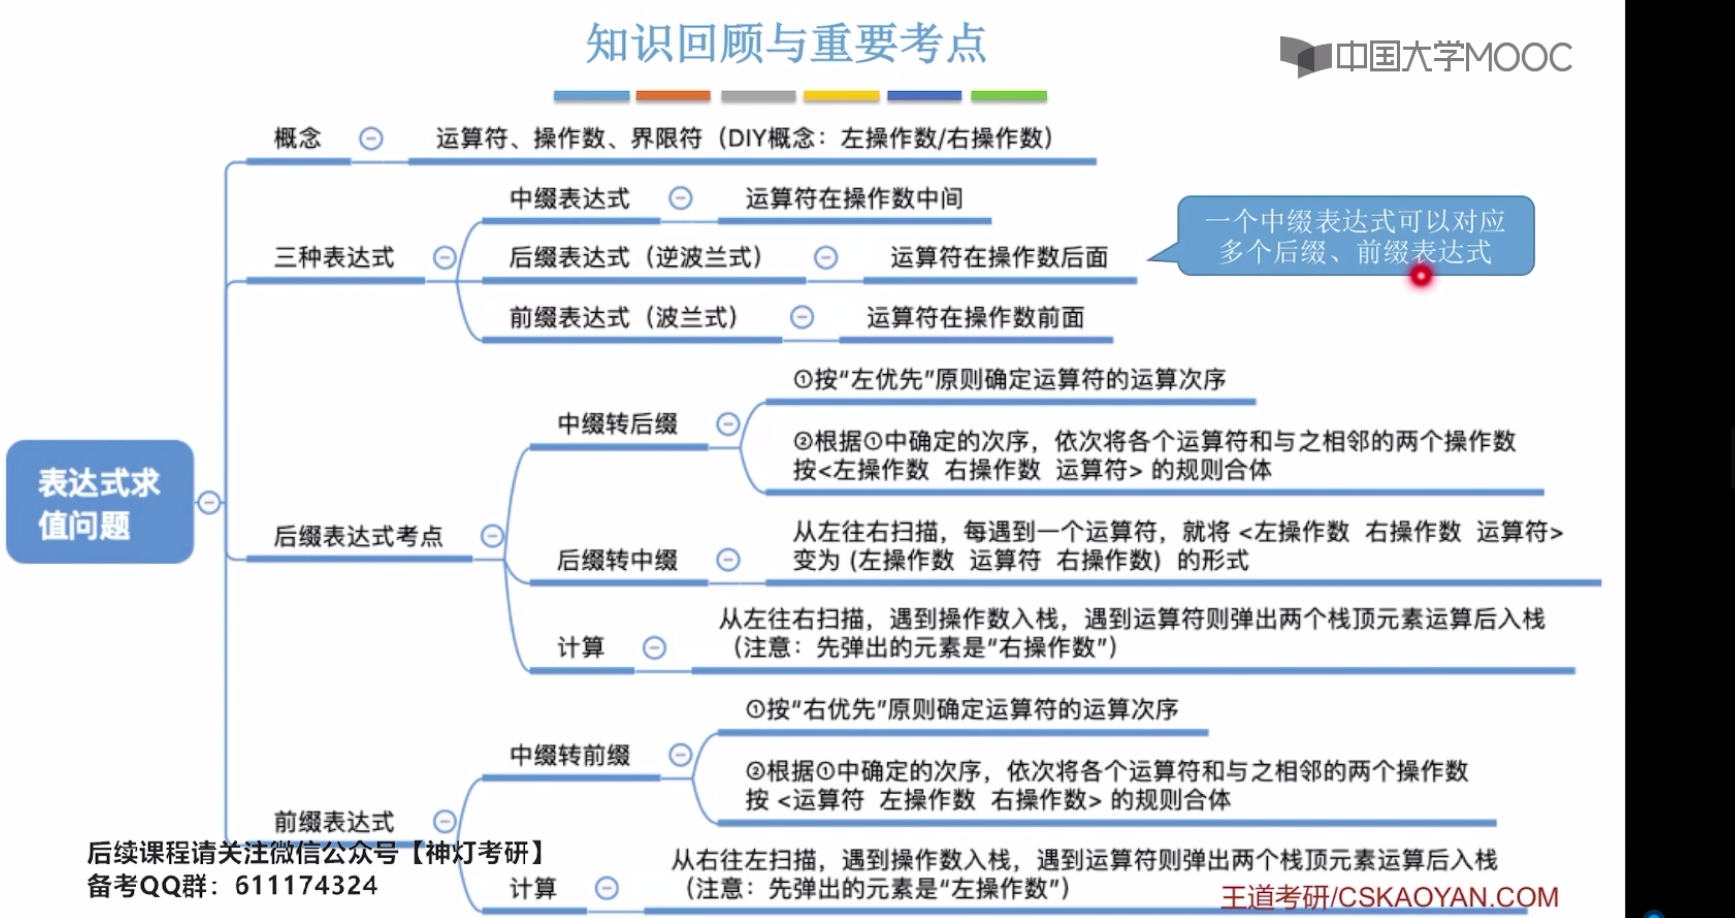 知识回顾与重要考点
中国大学MOOC
概念
运算符、操作数、界限符（DIY概念：左操作数/右操作数）
三种表达式
中缀表达式
运算符在操作数中间
后缀表达式（逆波兰式）
运算符在操作数后面
前缀表达式（波兰式）
运算符在操作数前面
一个中缀表达式可以对应
多个后缀、前缀表达式
表达式求
值问题
后缀表达式考点
中缀转后缀
①按“左优先”原则确定运算符的运算次序
②根据①中确定的次序，依次将各个运算符和与之相邻的两个操作数
按<左操作数 右操作数 运算符> 的规则合体
后缀转中缀
从左往右扫描，每遇到一个运算符，就将 <左操作数 右操作数 运算符>
变为 (左操作数 运算符 右操作数) 的形式
计算
从左往右扫描，遇到操作数入栈，遇到运算符则弹出两个栈顶元素运算后入栈
（注意：先弹出的元素是“右操作数”）
前缀表达式
中缀转前缀
①按“右优先”原则确定运算符的运算次序
②根据①中确定的次序，依次将各个运算符和与之相邻的两个操作数
按 <运算符 左操作数 右操作数> 的规则合体
计算
从右往左扫描，遇到操作数入栈，遇到运算符则弹出两个栈顶元素运算后入栈
（注意：先弹出的元素是“左操作数”）
后续课程请关注微信公众号【神灯考研】
备考QQ群：611174324
王道考研/CSKAOYAN.COM